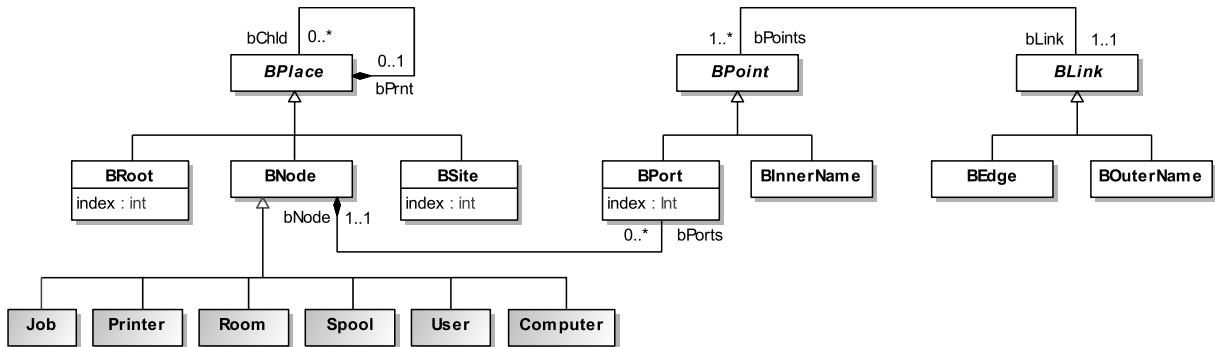 bChld 0..*
0..1
BPlace
bPrnt
1..* bPoints
BPoint
bLink 1..1
BLink
BRoot
index : int
BNode
BSite
index : int
BPort
index : Int
BInnerName
BEdge
BOuterName
bNode 1..1
0..* bPorts
Job
Printer
Room
Spool
User
Computer